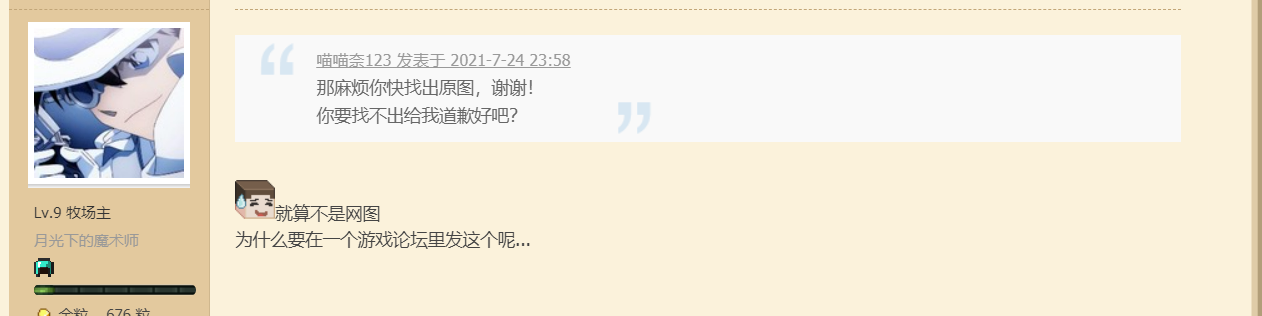 喵喵奈123 发表于 2021-7-24 23:58
那麻烦你快找出原图，谢谢！
你要找不出给我道歉好吧？
就算不是网图
为什么要在一个游戏论坛里发这个呢...
Lv.9 牧场主
月光下的魔术师
金粒 676 粒